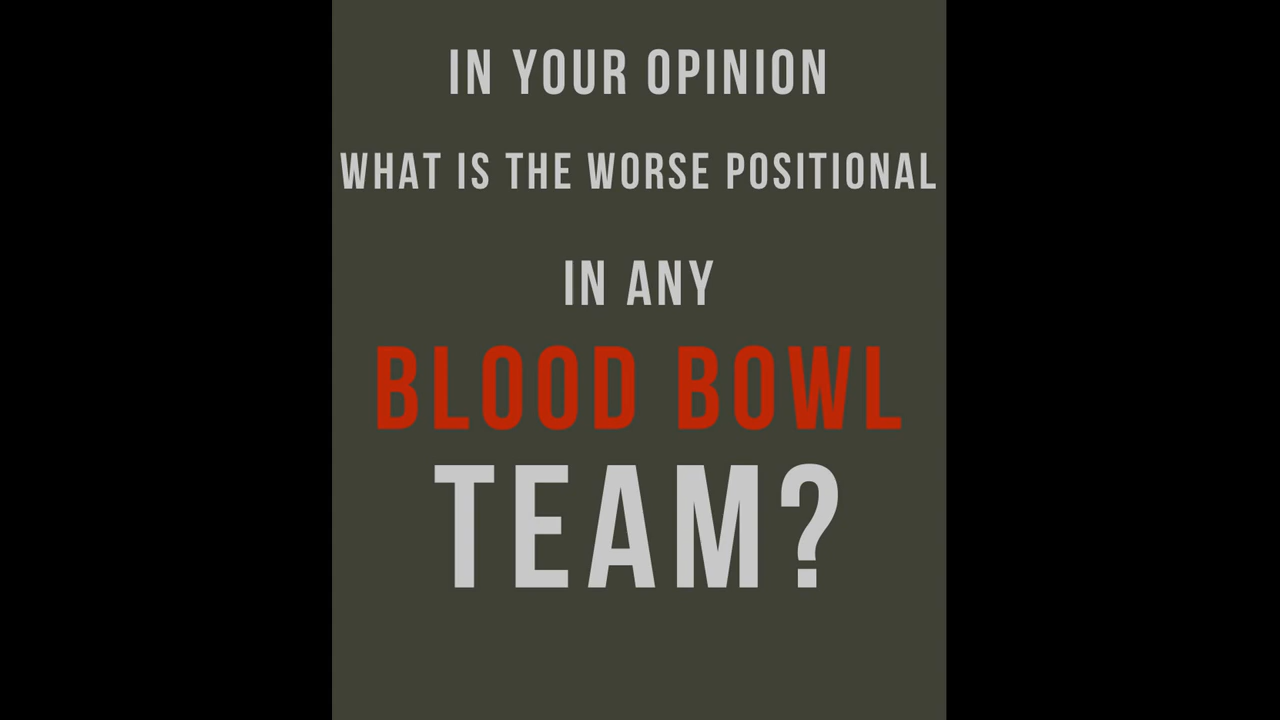 IN YOUR OPINION
WHAT IS THE WORSE POSITIONAL
IN ANY
BLOOD BOWL
TEAM?